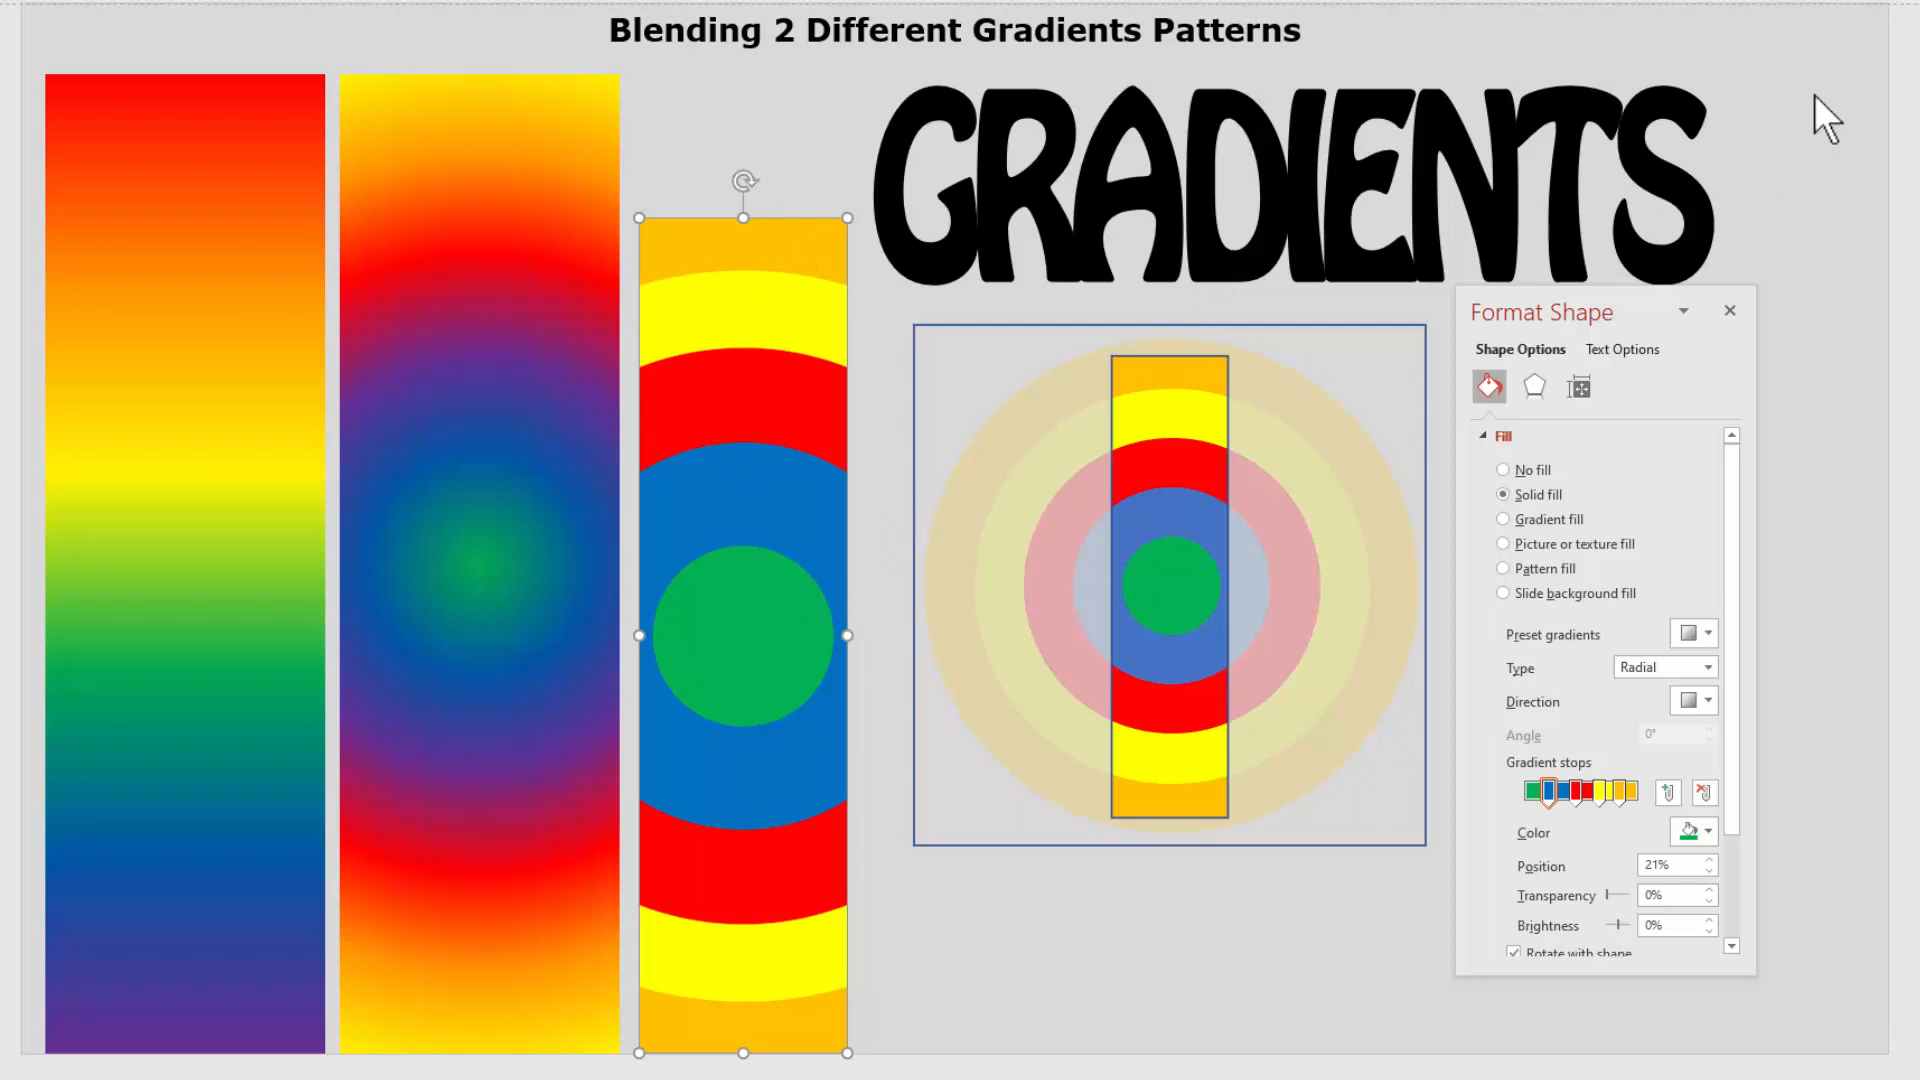 Blending 2 Different Gradients Patterns
GRADIENTS
Format Shape
Shape Options Text Options
Fill
No fill
Solid fill
Gradient fill
Picture or texture fill
Pattern fill
Slide background fill
Preset gradients
Type Radial
Direction
Angle 0°
Gradient stops
Color
Position 21%
Transparency 0%
Brightness 0%
Rotate with shape